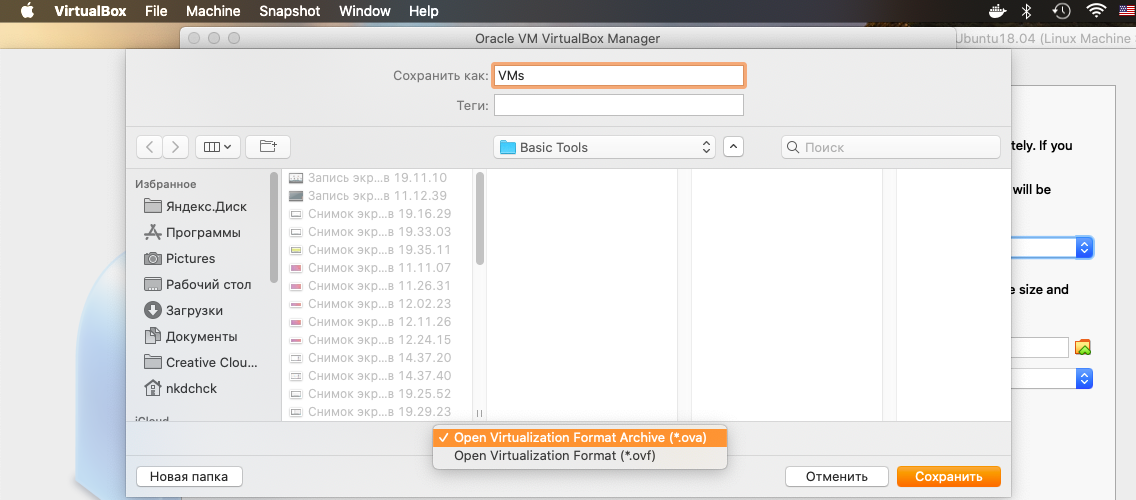 VirtualBox File Machine Snapshot Window Help
Oracle VM VirtualBox Manager
Ubuntu18.04 (Linux Machine
Сохранить как: VMs
Теги:
Basic Tools
Поиск
tely. If you
will be
e size and
Избранное
Яндекс.Диск
Программы
Pictures
Рабочий стол
Загрузки
Документы
Creative Clou...
nkdchck
iCloud
Запись экр...в 19.11.10
Запись экр...в 11.12.39
Снимок экр...в 19.16.29
Снимок экр...в 19.33.03
Снимок экр...в 19.35.11
Снимок экр...в 11.11.07
Снимок экр...в 11.26.31
Снимок экр...в 12.02.23
Снимок экр...в 12.11.26
Снимок экр...в 12.24.15
Снимок экр...в 14.37.20
Снимок экр...в 14.37.40
Снимок экр...в 19.25.52
Снимок экр...в 19.29.23
Open Virtualization Format Archive (*.ova)
Open Virtualization Format (*.ovf)
Новая папка
Отменить
Сохранить